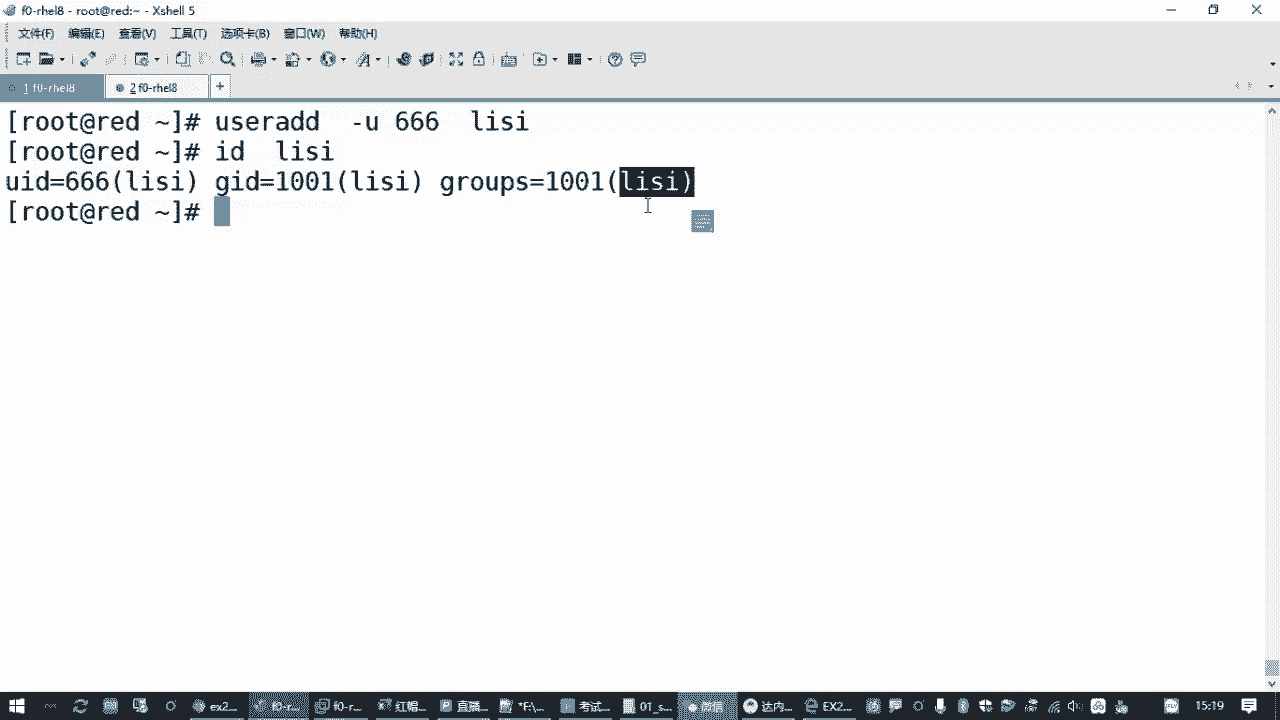 f0-rhel8 - root@red:~ - Xshell 5
文件(F) 编辑(E) 查看(V) 工具(T) 选项卡(B) 窗口(W) 帮助(H)
1 f0-rhel8
2 f0-rhel8
[root@red ~]# useradd  -u 666  lisi
[root@red ~]# id  lisi
uid=666(lisi) gid=1001(lisi) groups=1001(lisi)
[root@red ~]#
ex2... f0-r... f0-r... 红帽... 直播... *F:\... 考试... 01_s... 微信 达内... EX2... 15:19